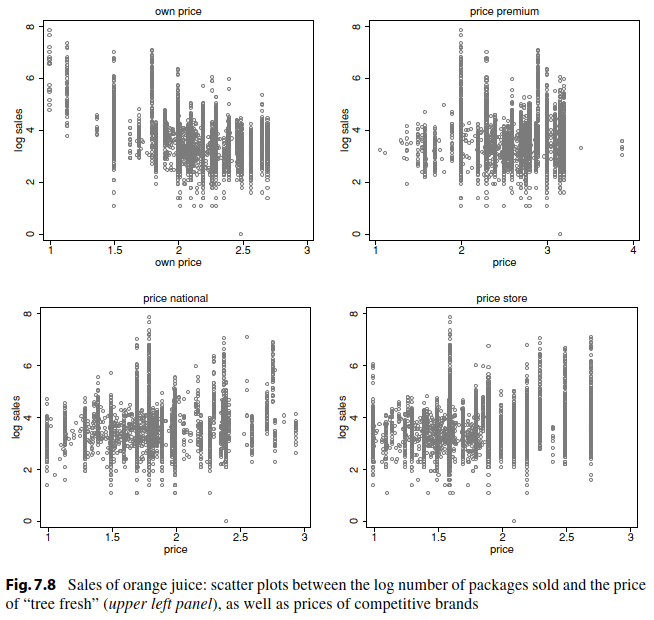 own price
log sales
0
2
4
6
8
1
1.5
2
2.5
3
own price
price premium
log sales
0
2
4
6
8
1
2
3
4
price
price national
log sales
0
2
4
6
8
1
1.5
2
2.5
3
price
price store
log sales
0
2
4
6
8
1
1.5
2
2.5
3
price
Fig. 7.8 Sales of orange juice: scatter plots between the log number of packages sold and the price
of “tree fresh” (upper left panel), as well as prices of competitive brands